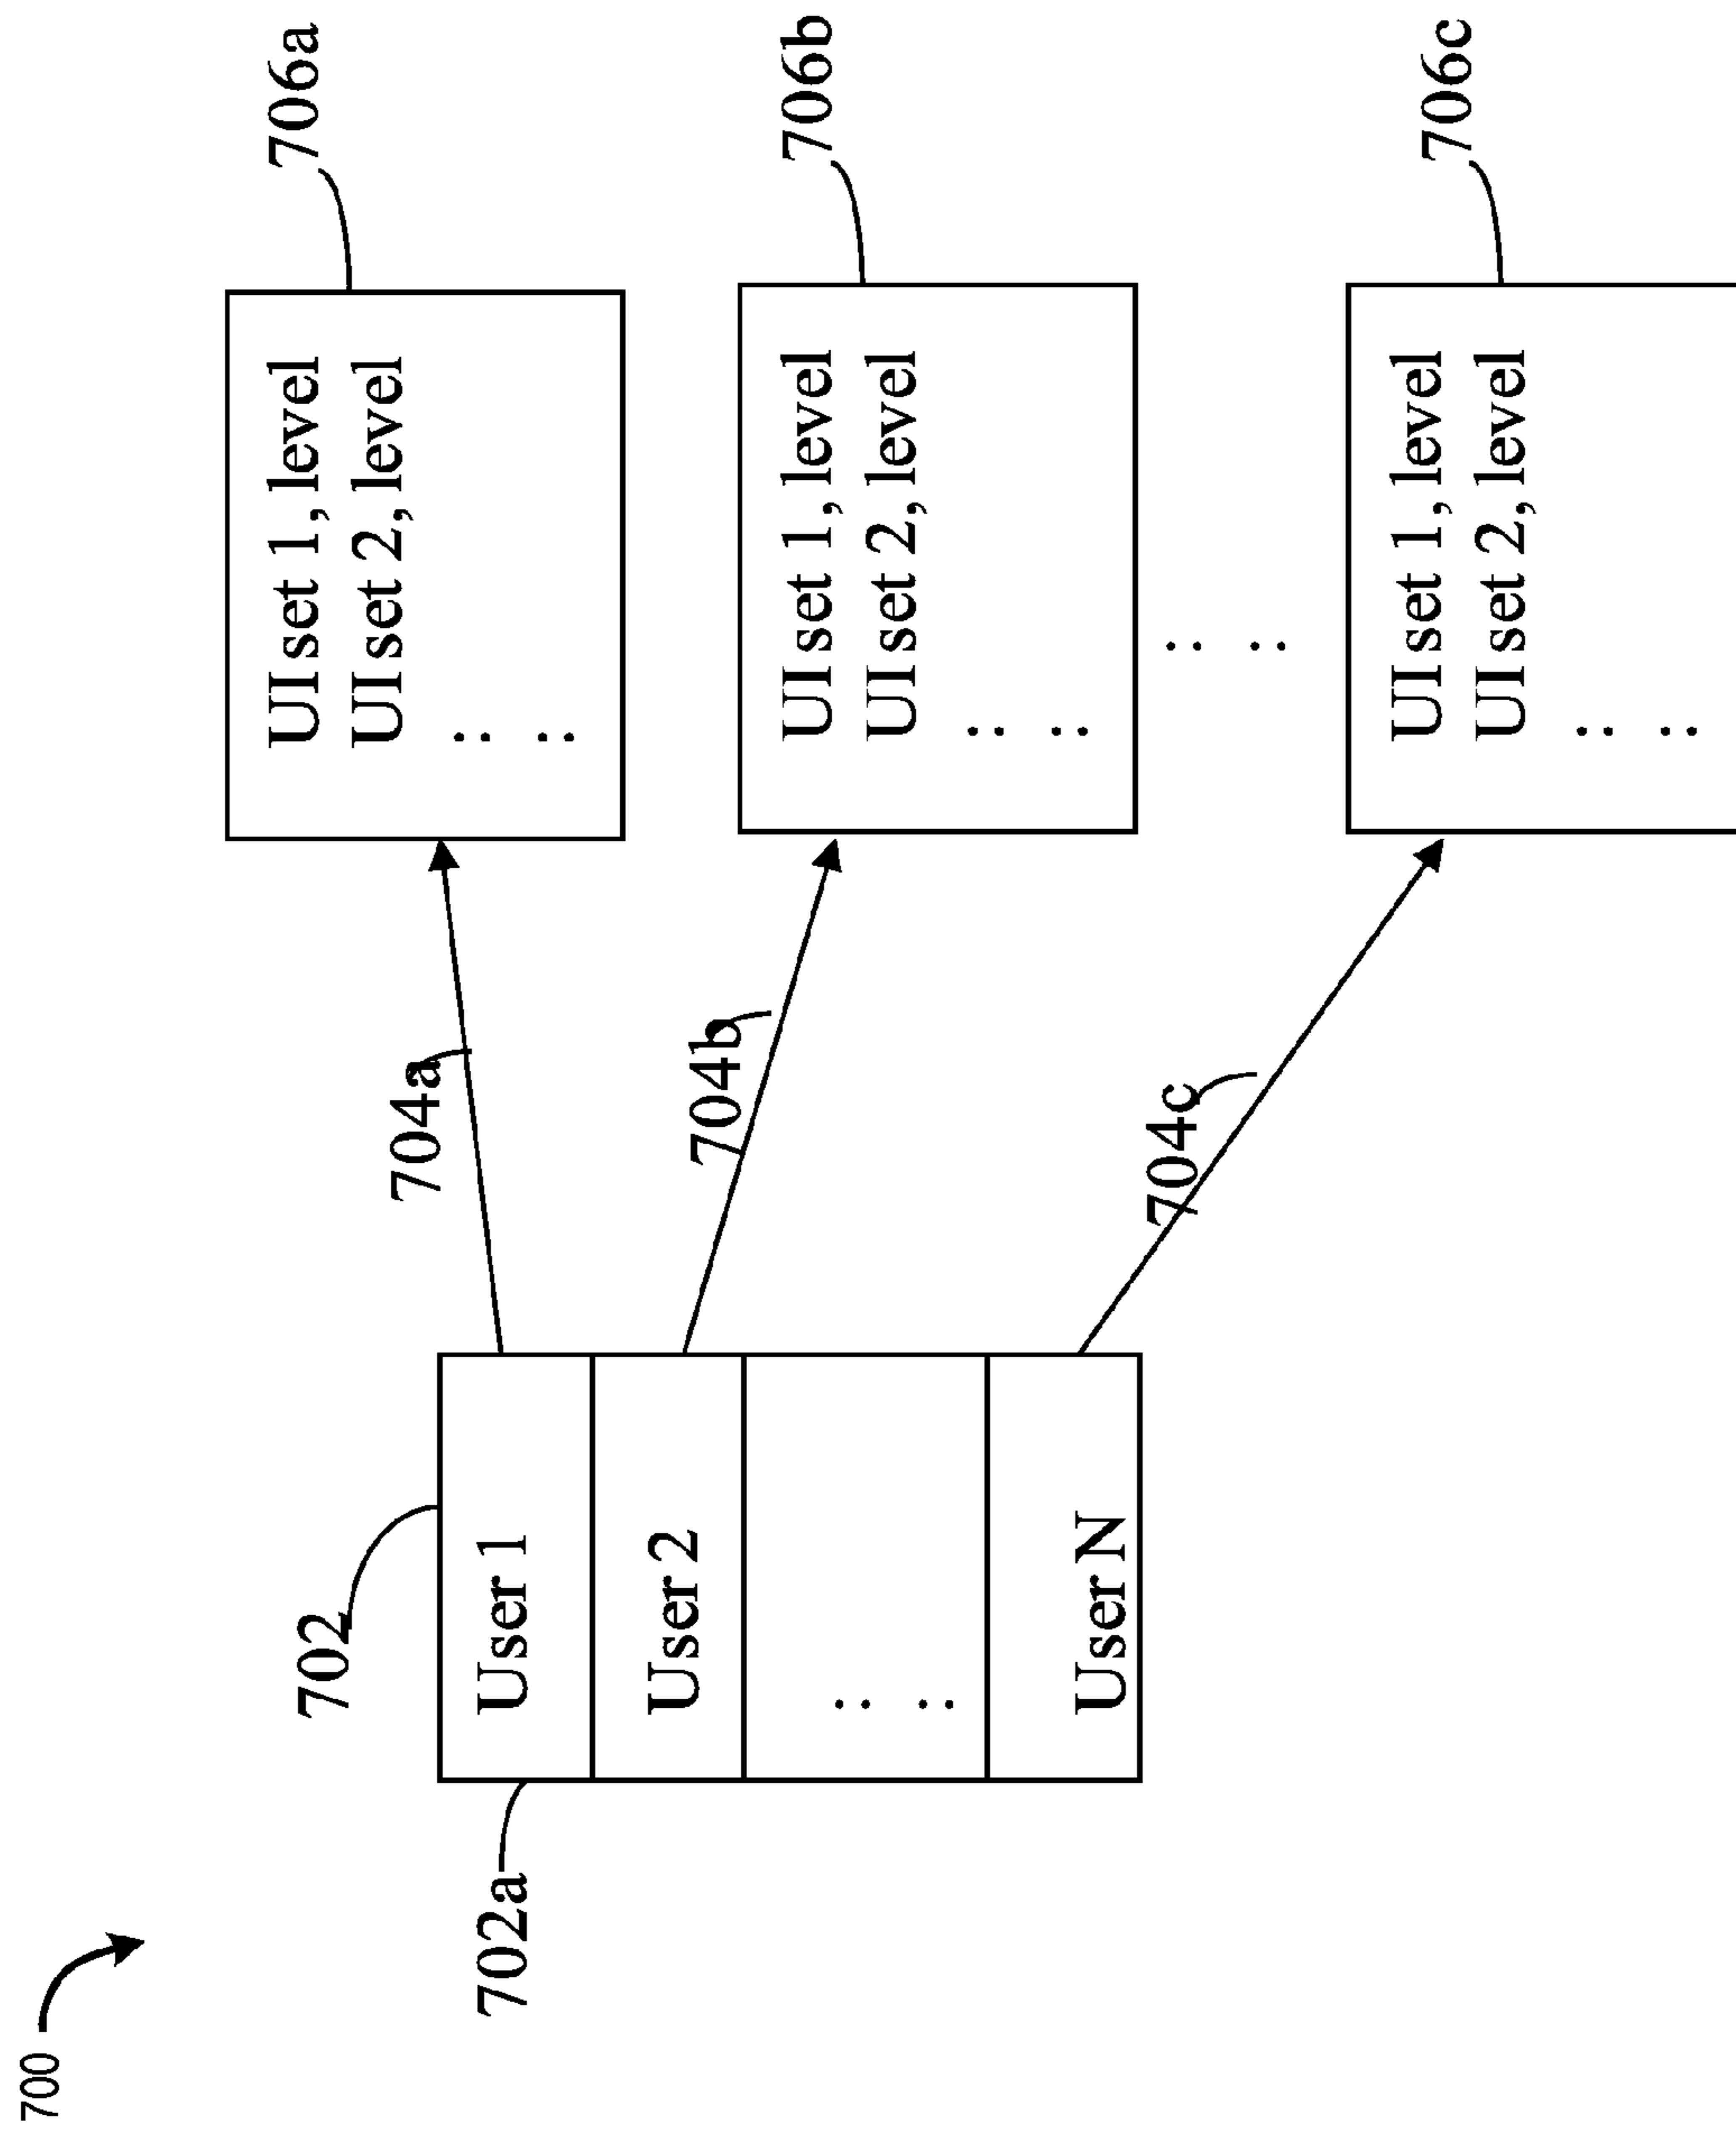 700
702a
702
User 1
User 2
: :
User N
704a
704b
704c
UI set 1, level
UI set 2, level
: :
706a
UI set 1, level
UI set 2, level
: :
706b
: :
UI set 1, level
UI set 2, level
: :
706c